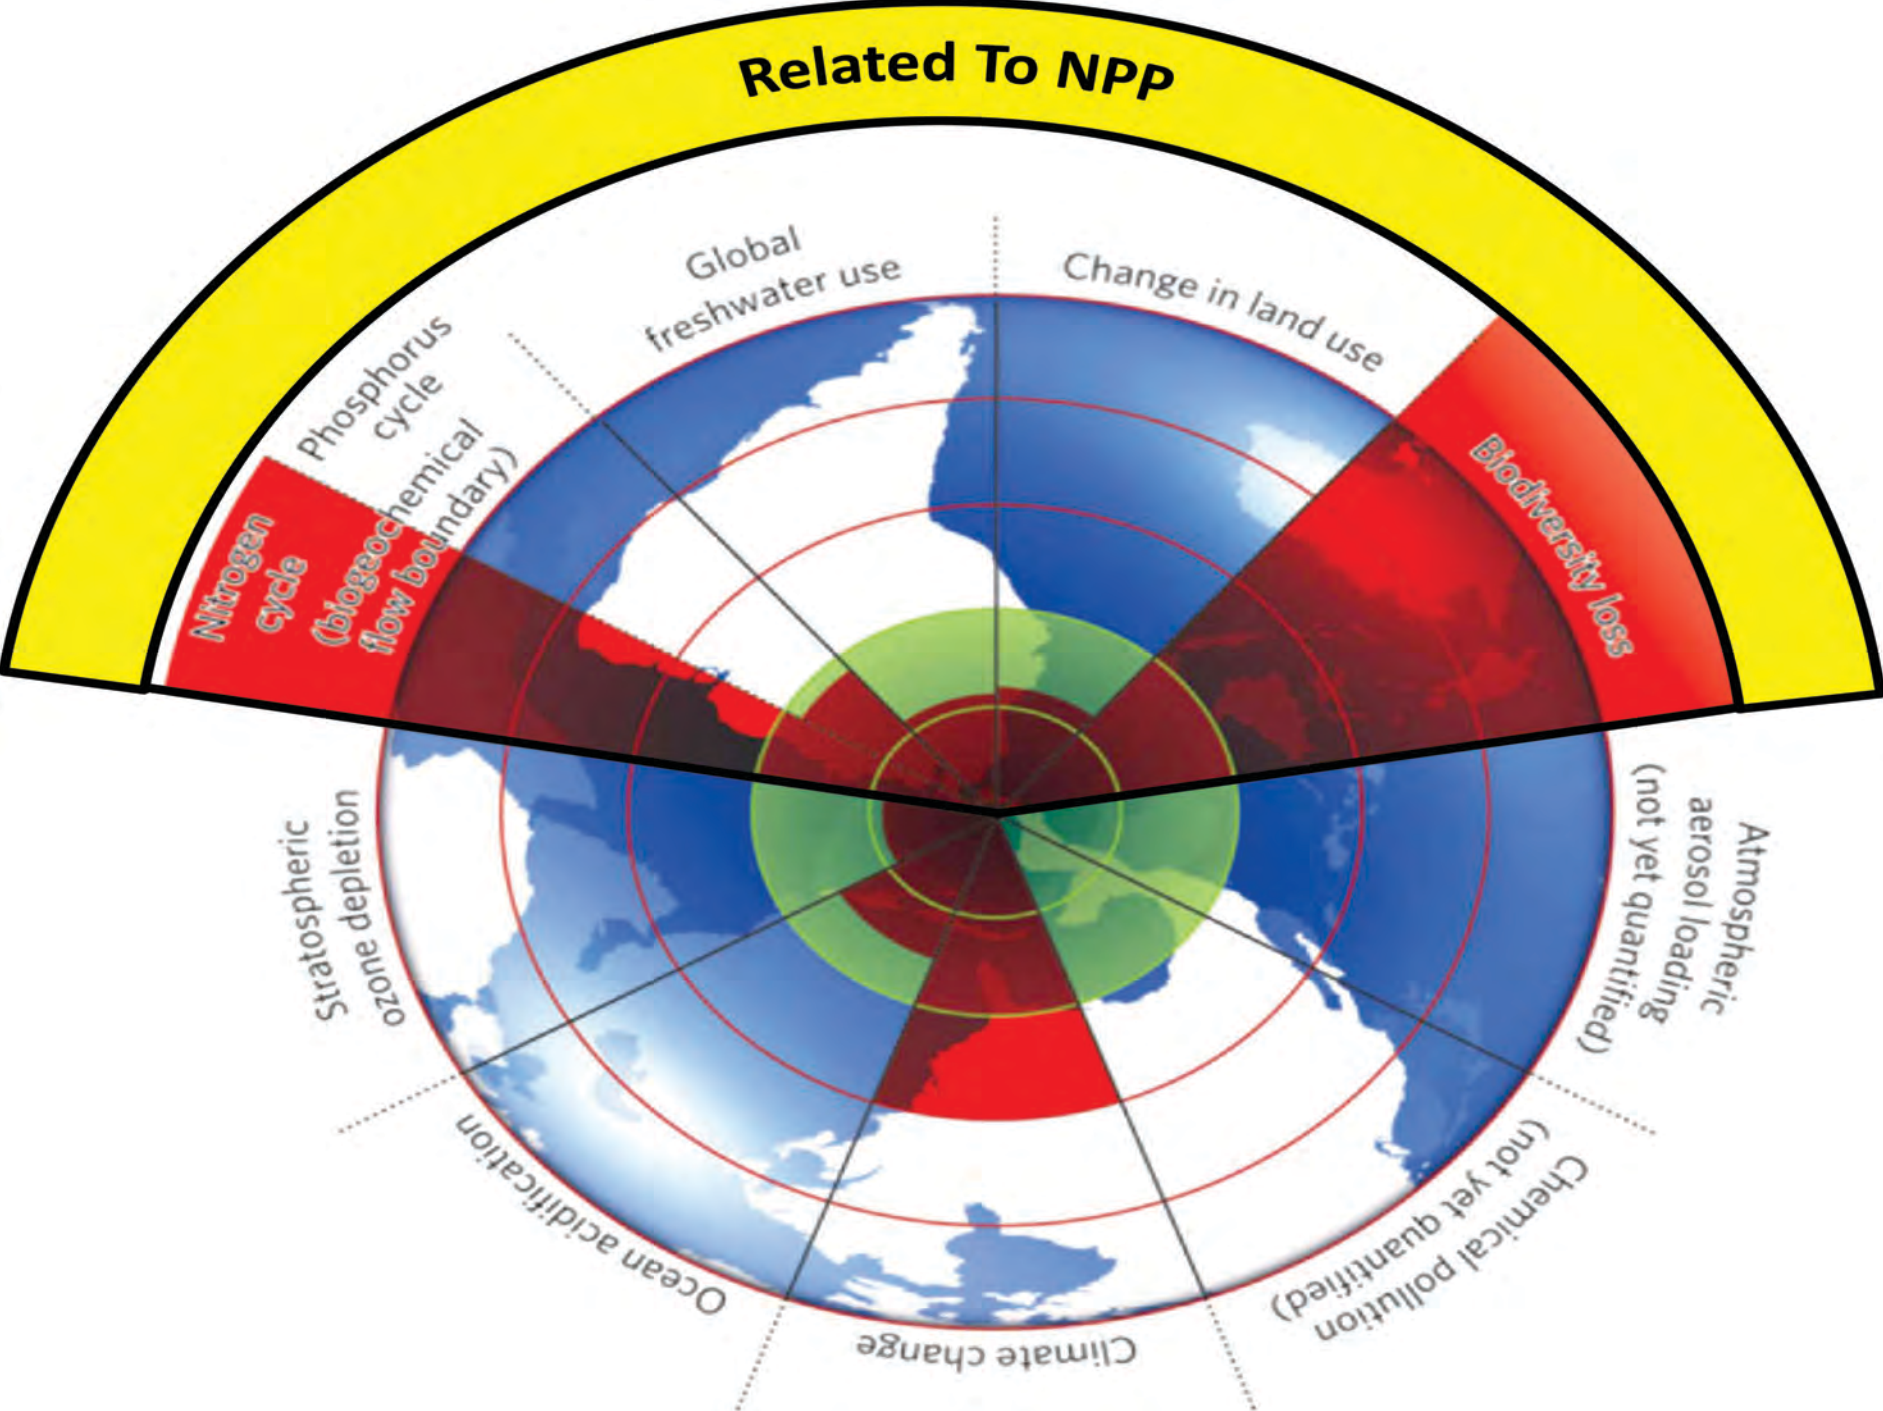 Related To NPP
Global
freshwater use
Change in land use
Phosphorus
cycle
Nitrogen
cycle
(biogeochemical
flow boundary)
Biodiversity loss
Stratospheric
ozone depletion
Atmospheric
aerosol loading
(not yet quantified)
Ocean acidification
Climate change
Chemical pollution
(not yet quantified)